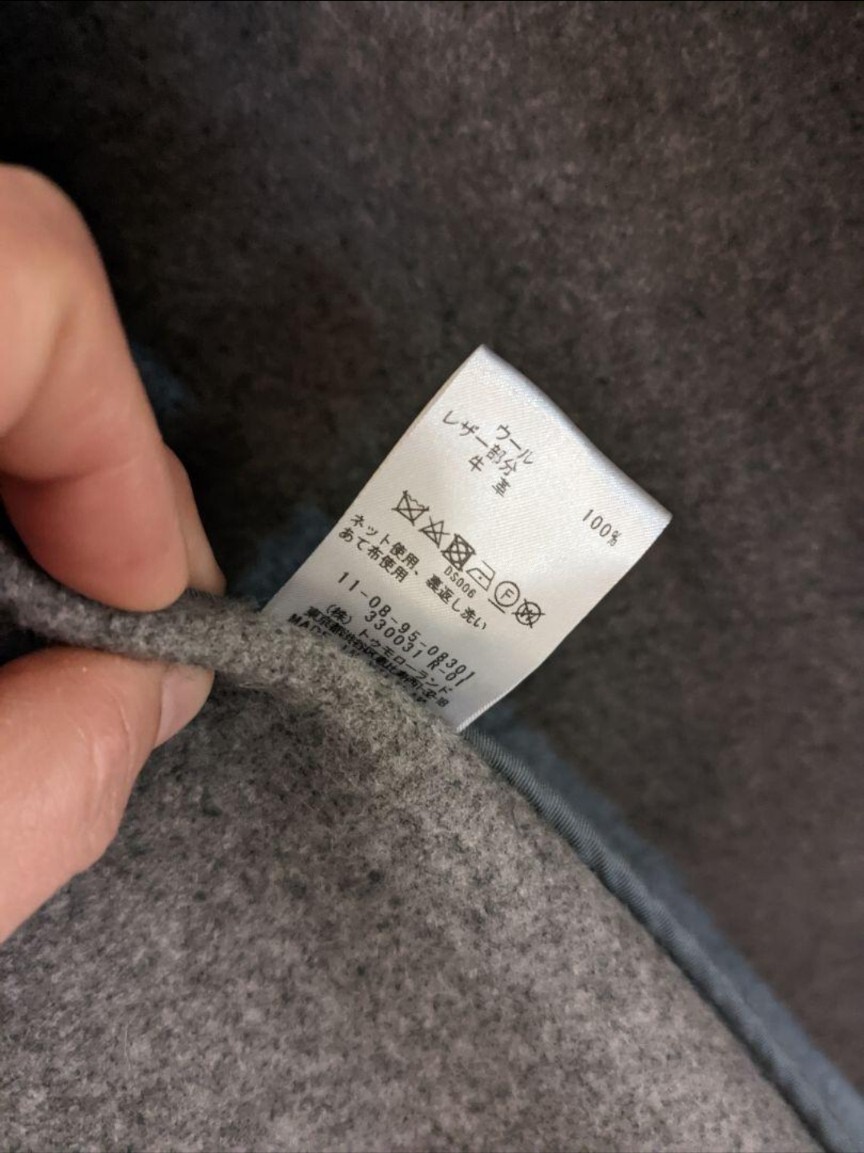 ウール 100%
レザー部分
牛革
DS006
ネット使用、裏返し洗い
あて布使用
11-08-95-08301
330031 R-01
(株)トゥモローランド